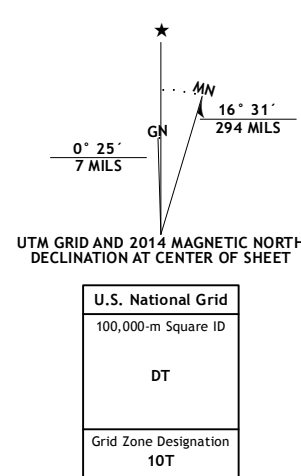 ★
MN
16° 31´
294 MILS
GN
0° 25´
7 MILS
UTM GRID AND 2014 MAGNETIC NORTH
DECLINATION AT CENTER OF SHEET
U.S. National Grid
100,000-m Square ID
DT
Grid Zone Designation
10T